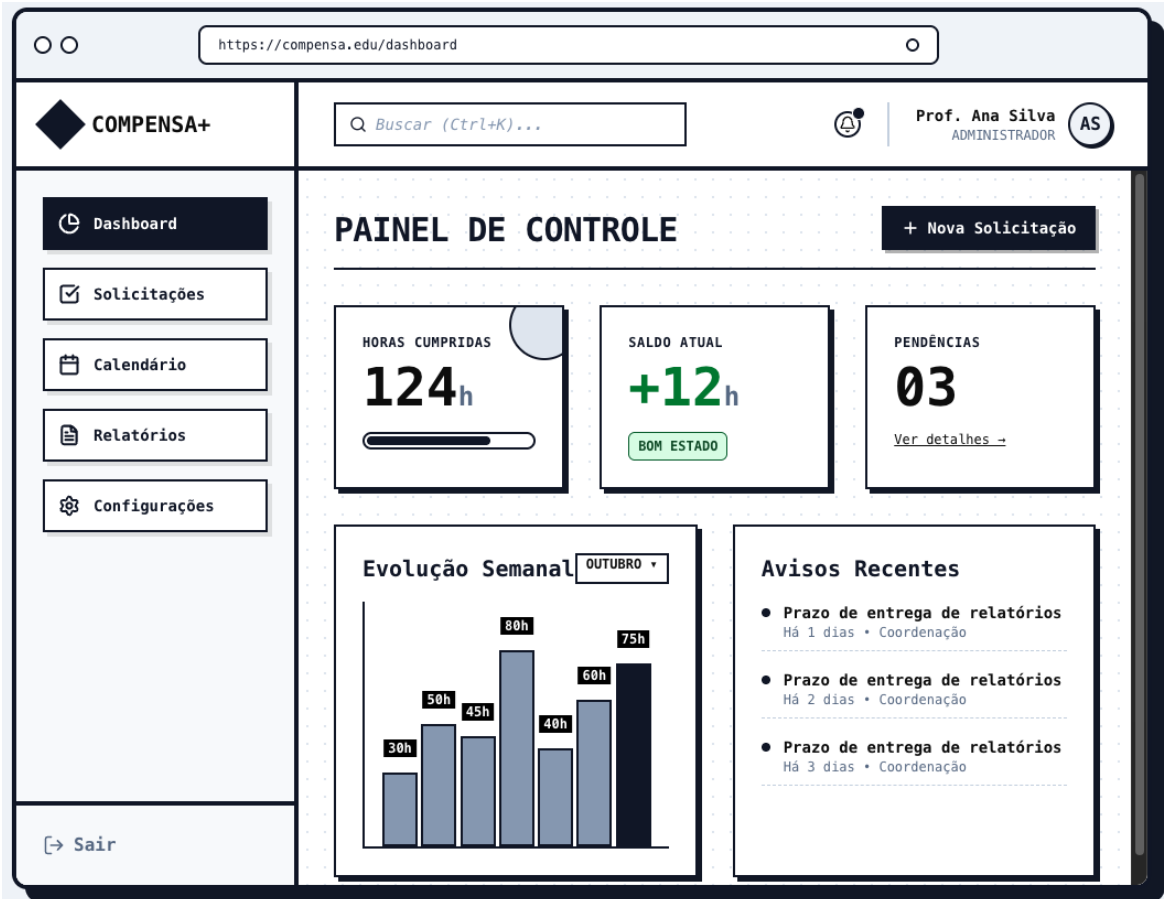 https://compensa.edu/dashboard
COMPENSA+
Buscar (Ctrl+K)...
Prof. Ana Silva
ADMINISTRADOR
AS
Dashboard
Solicitações
Calendário
Relatórios
Configurações
Sair
PAINEL DE CONTROLE
+ Nova Solicitação
HORAS CUMPRIDAS
124h
SALDO ATUAL
+12h
BOM ESTADO
PENDÊNCIAS
03
Ver detalhes →
Evolução Semanal
OUTUBRO ▾
30h
50h
45h
80h
40h
60h
75h
Avisos Recentes
Prazo de entrega de relatórios
Há 1 dias • Coordenação
Prazo de entrega de relatórios
Há 2 dias • Coordenação
Prazo de entrega de relatórios
Há 3 dias • Coordenação